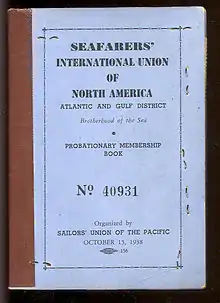 SEAFARERS'
INTERNATIONAL UNION
OF
NORTH AMERICA
ATLANTIC AND GULF DISTRICT
Brotherhood of the Sea
PROBATIONARY MEMBERSHIP
BOOK
Nº 40931
Organized by
SAILORS' UNION OF THE PACIFIC
OCTOBER 15, 1938